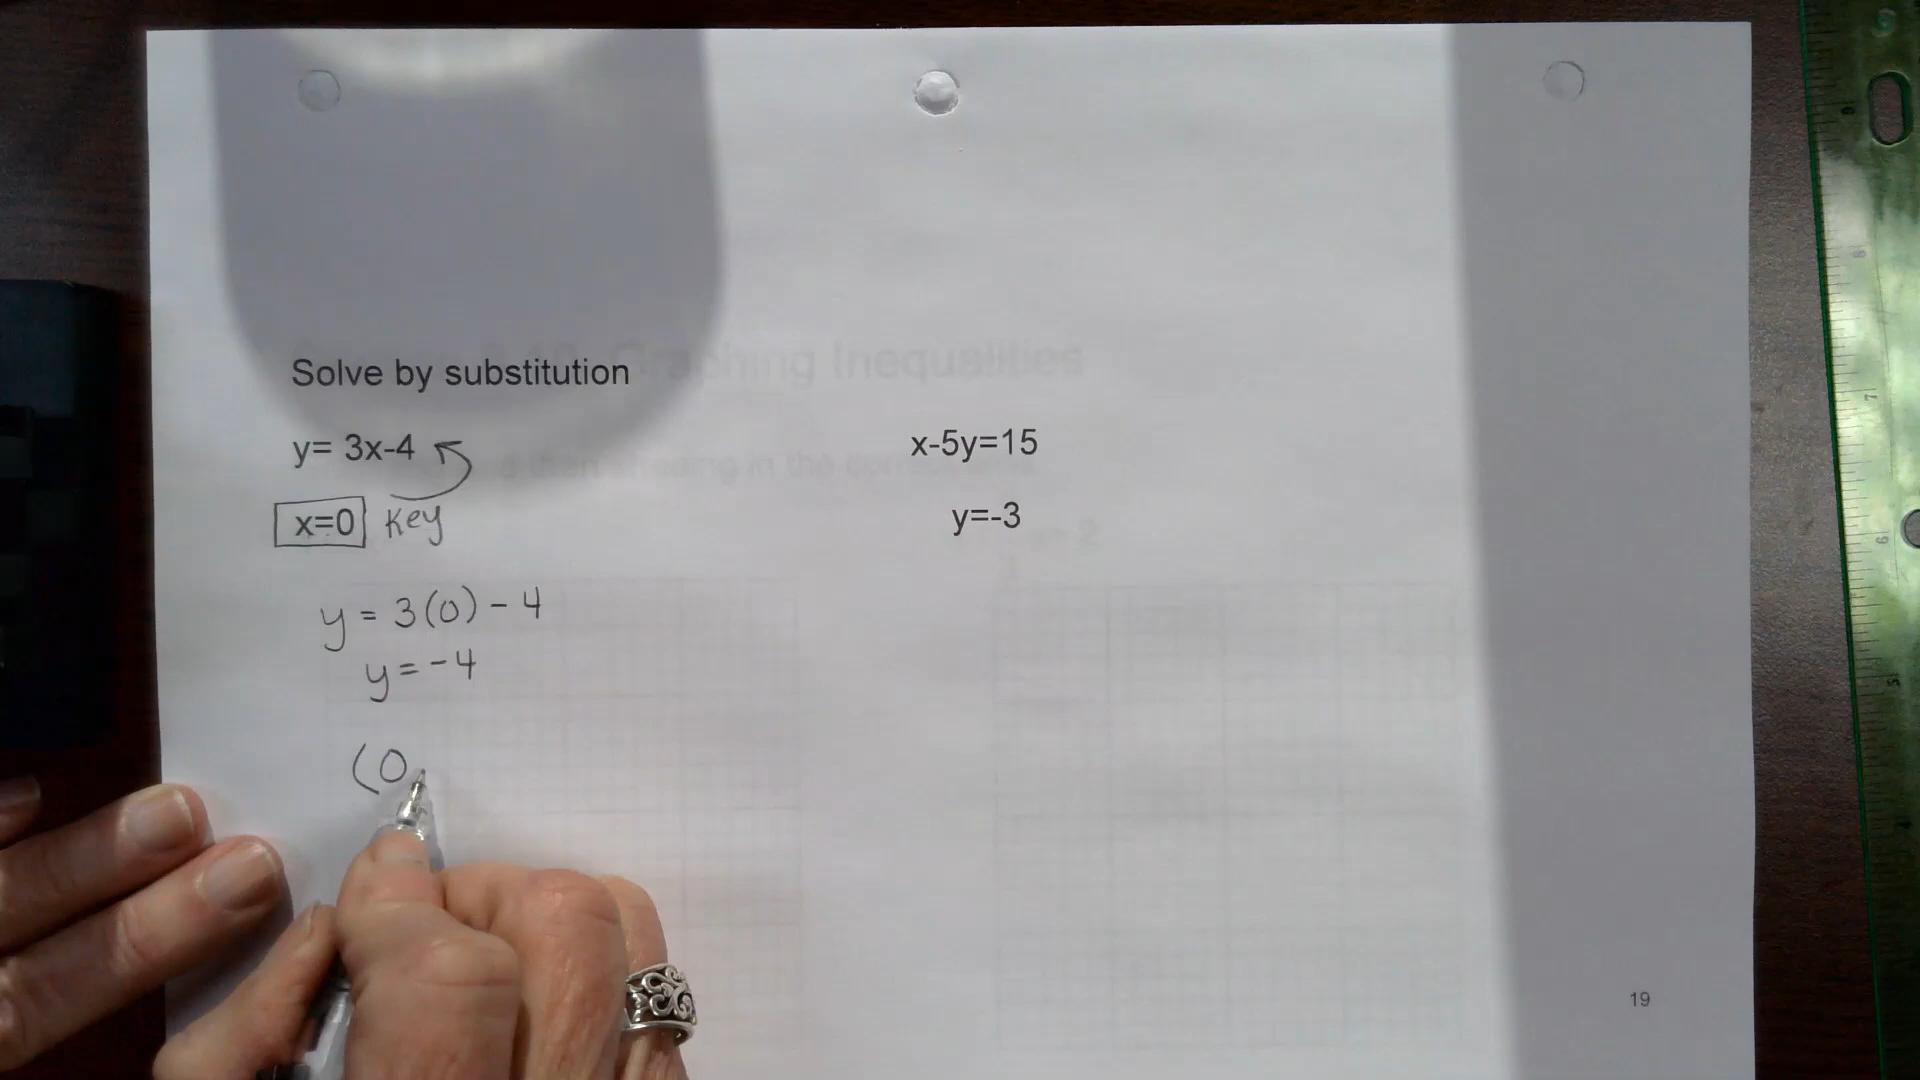 Solve by substitution
y= 3x-4
x=0 Key
y = 3(0) - 4
y = -4
(0
x-5y=15
y=-3
19